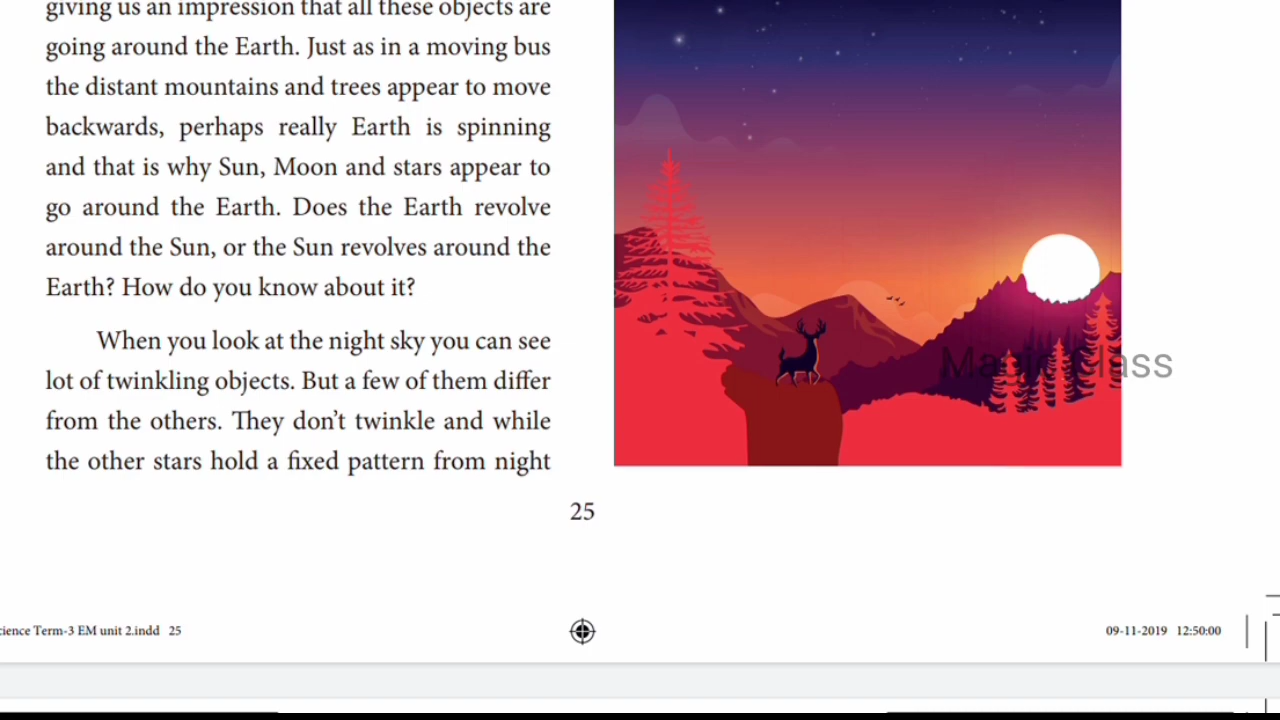 giving us an impression that all these objects are
going around the Earth. Just as in a moving bus
the distant mountains and trees appear to move
backwards, perhaps really Earth is spinning
and that is why Sun, Moon and stars appear to
go around the Earth. Does the Earth revolve
around the Sun, or the Sun revolves around the
Earth? How do you know about it?
When you look at the night sky you can see
lot of twinkling objects. But a few of them differ
from the others. They don’t twinkle and while
the other stars hold a fixed pattern from night
Magic Class
25
cience Term-3 EM unit 2.indd 25
09-11-2019 12:50:00